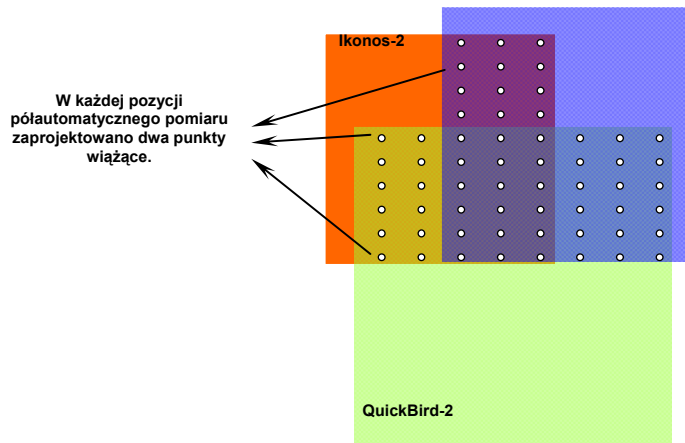 Ikonos-2
W każdej pozycji
półautomatycznego pomiaru
zaprojektowano dwa punkty
wiążące.
QuickBird-2